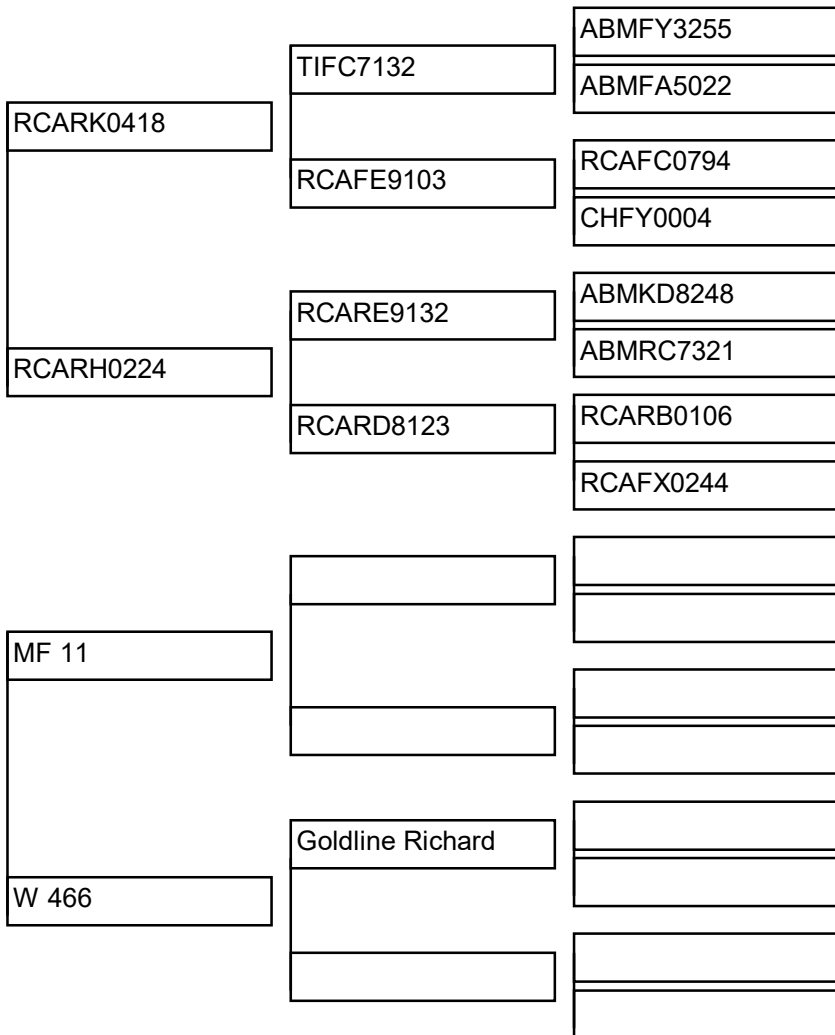 ABMFY3255
TIFC7132
ABMFA5022
RCARK0418
RCAFC0794
RCAFE9103
CHFY0004
ABMKD8248
RCARE9132
ABMRC7321
RCARH0224
RCARB0106
RCARD8123
RCAFX0244
MF 11
Goldline Richard
W 466